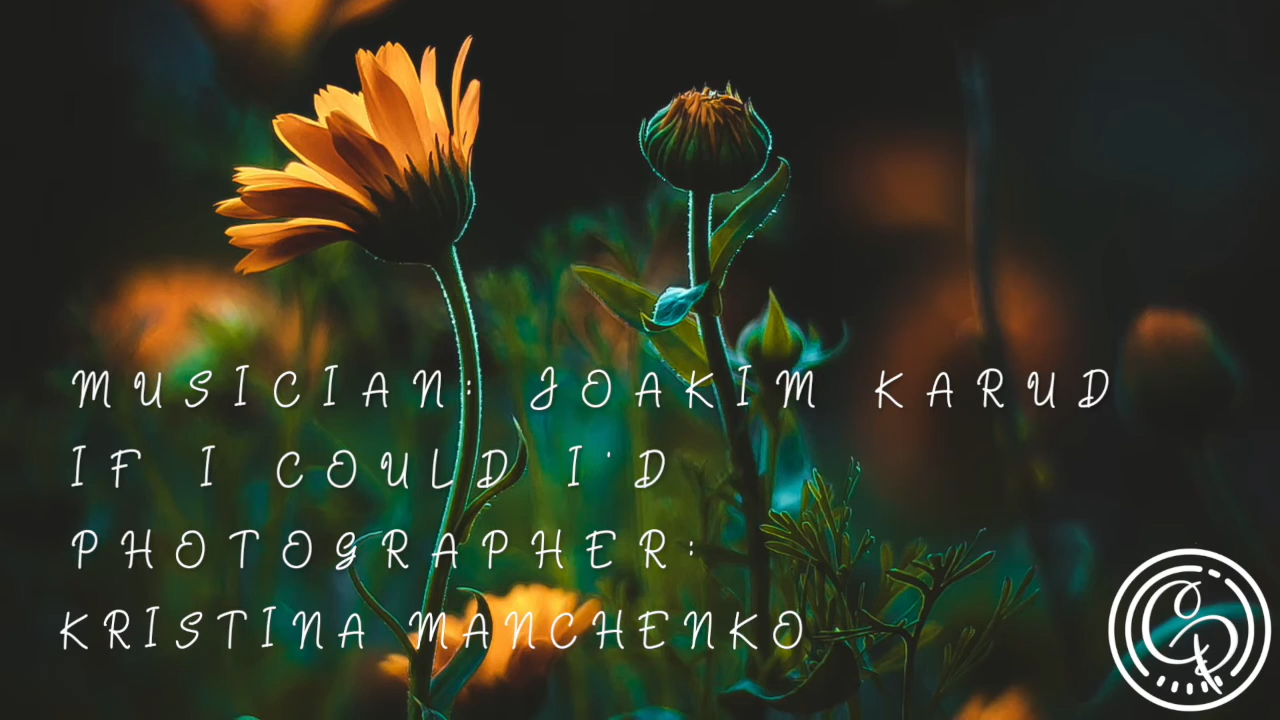 MUSICIAN: JOAKIM KARUD
IF I COULD I'D
PHOTOGRAPHER:
KRISTINA MANCHENKO